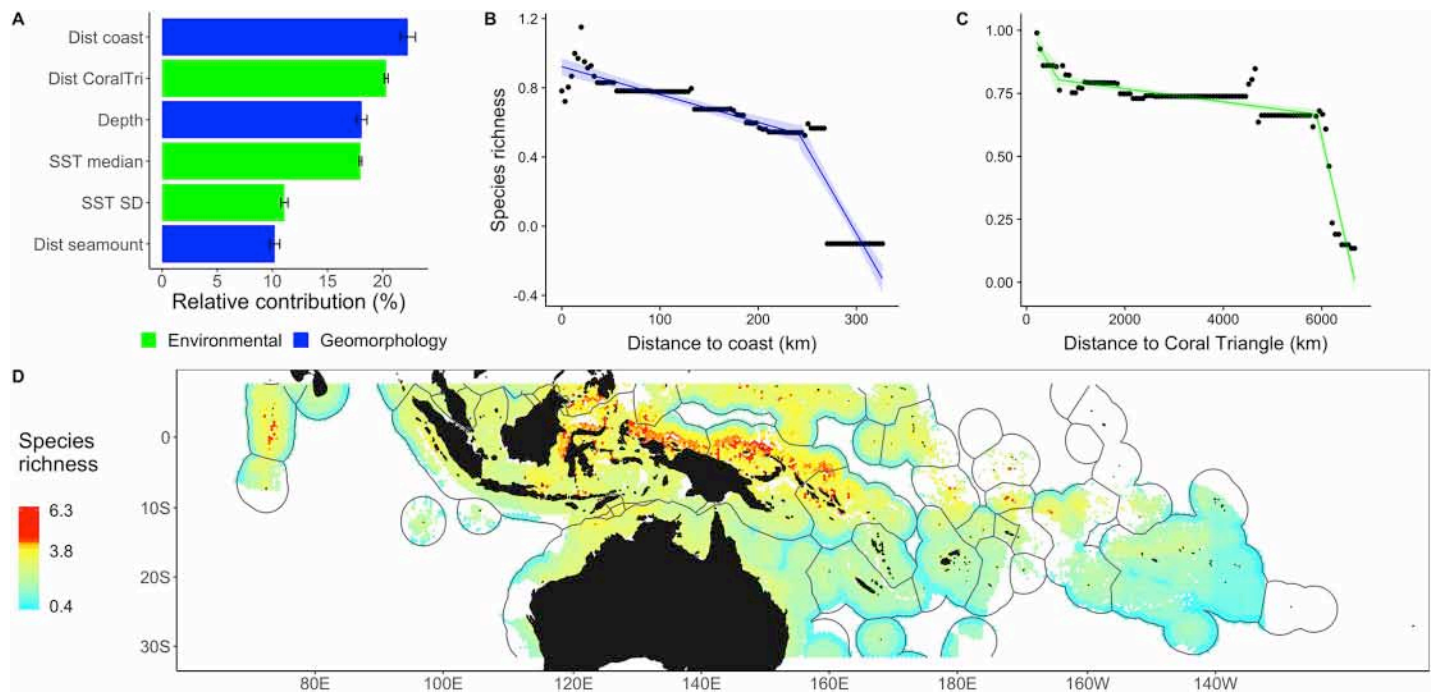 A
Dist coast
Dist CoralTri
Depth
SST median
SST SD
Dist seamount
0 5 10 15 20
Relative contribution (%)
Environmental Geomorphology
B
Species richness
1.2
0.8
0.4
0.0
-0.4
0 100 200 300
Distance to coast (km)
C
1.00
0.75
0.50
0.25
0.00
0 2000 4000 6000
Distance to Coral Triangle (km)
D
Species
richness
6.3
3.8
0.4
0
10S
20S
30S
80E 100E 120E 140E 160E 180E 160W 140W